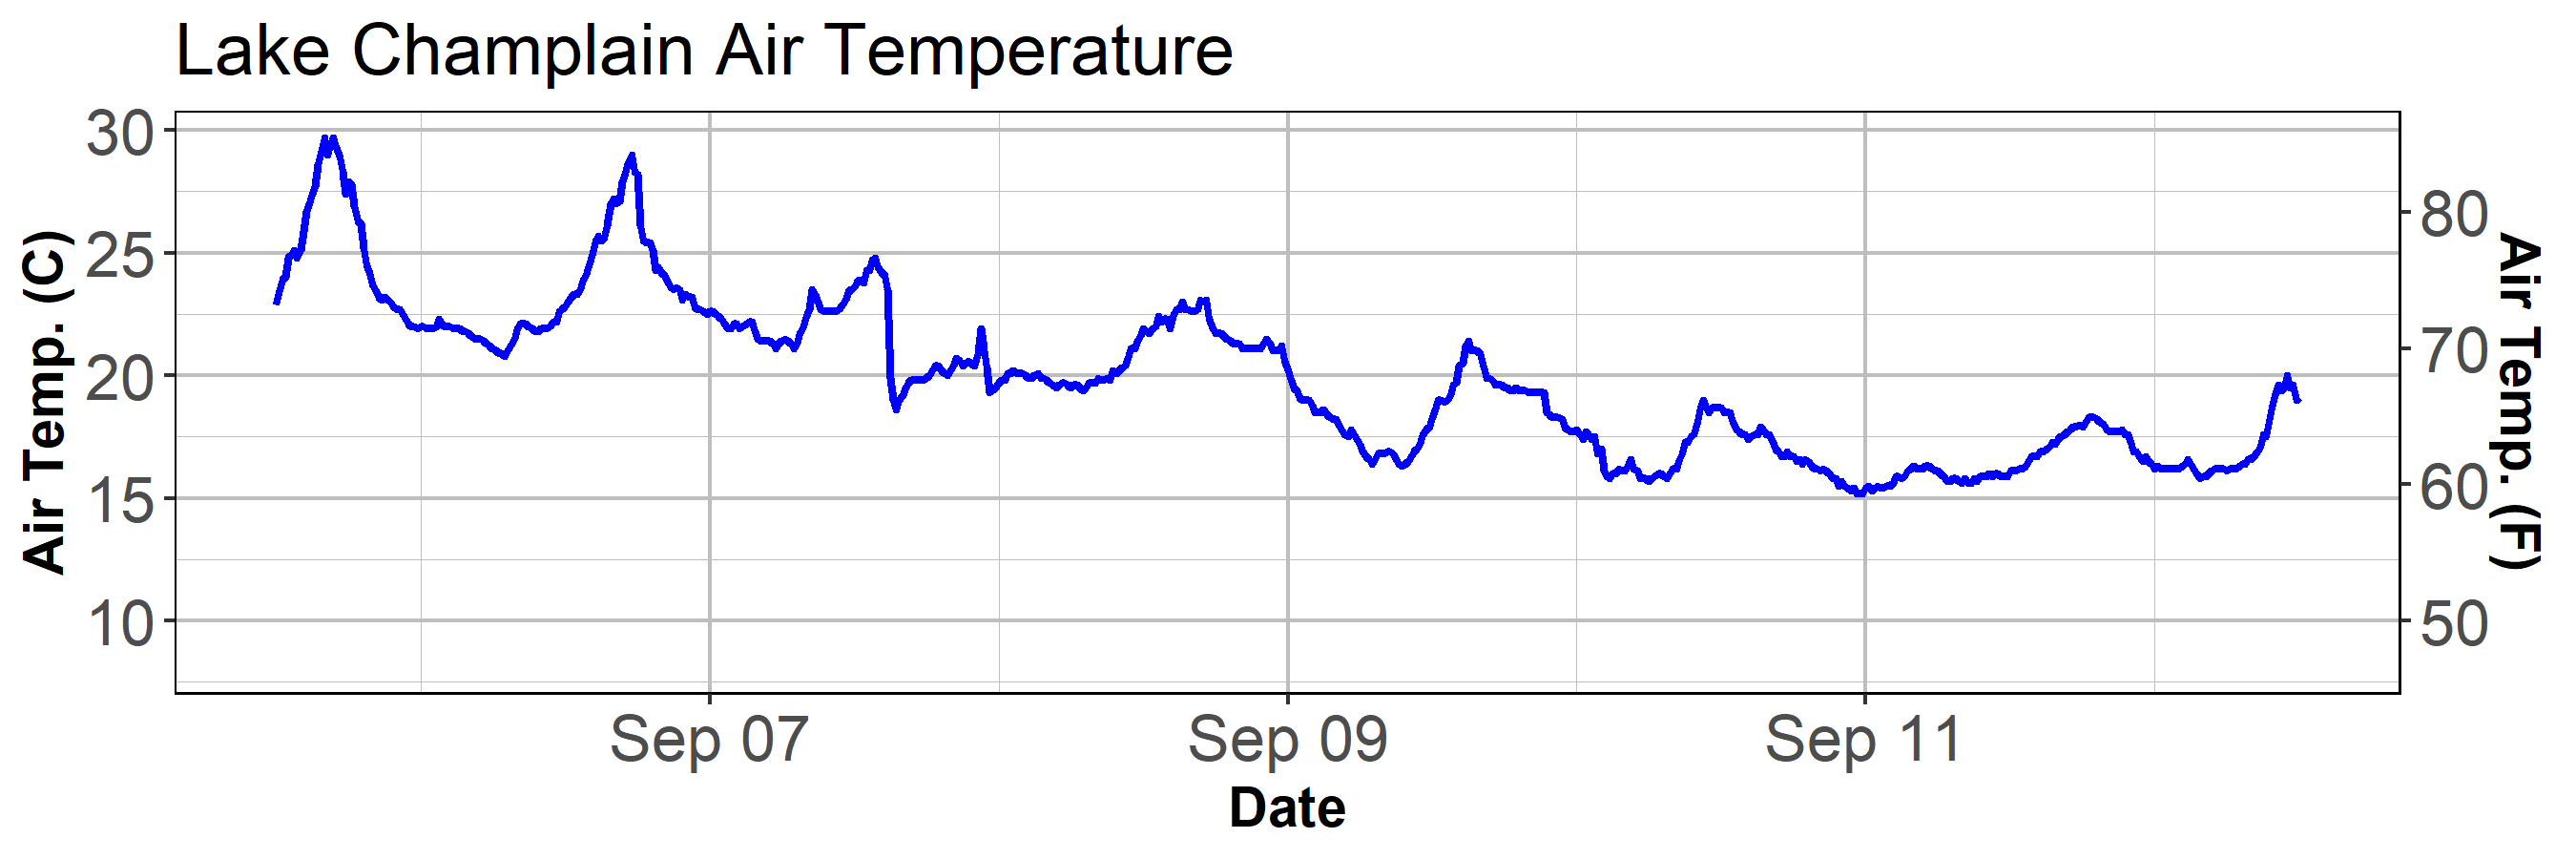 Lake Champlain Air Temperature
Air Temp. (C)
30
25
20
15
10
80
70
60
50
Air Temp. (F)
Sep 07 Sep 09 Sep 11
Date